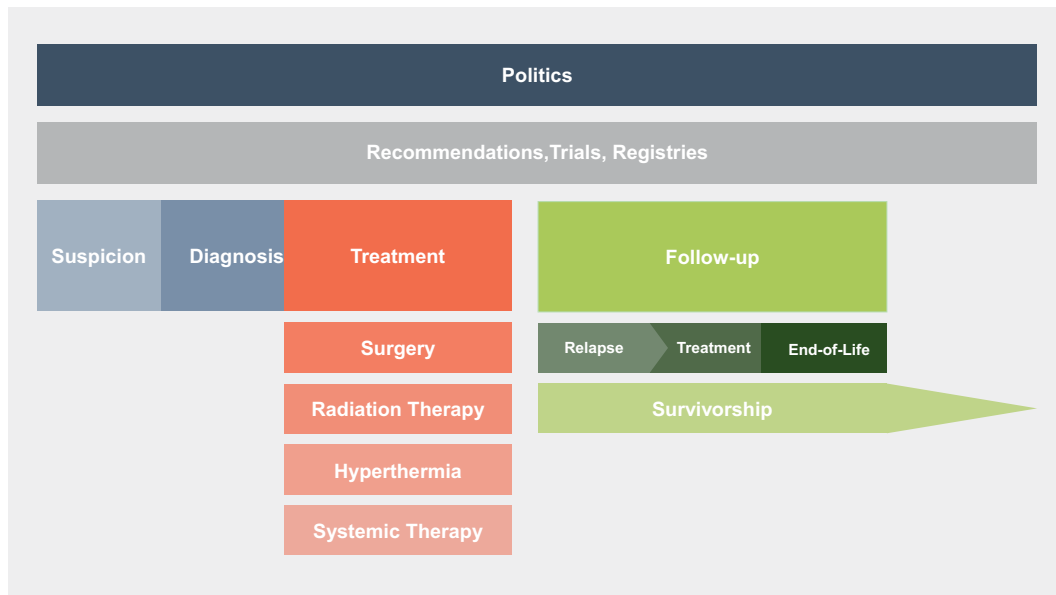 Politics
Recommendations,Trials, Registries
Suspicion
Diagnosis
Treatment
Follow-up
Surgery
Relapse
Treatment
End-of-Life
Radiation Therapy
Survivorship
Hyperthermia
Systemic Therapy